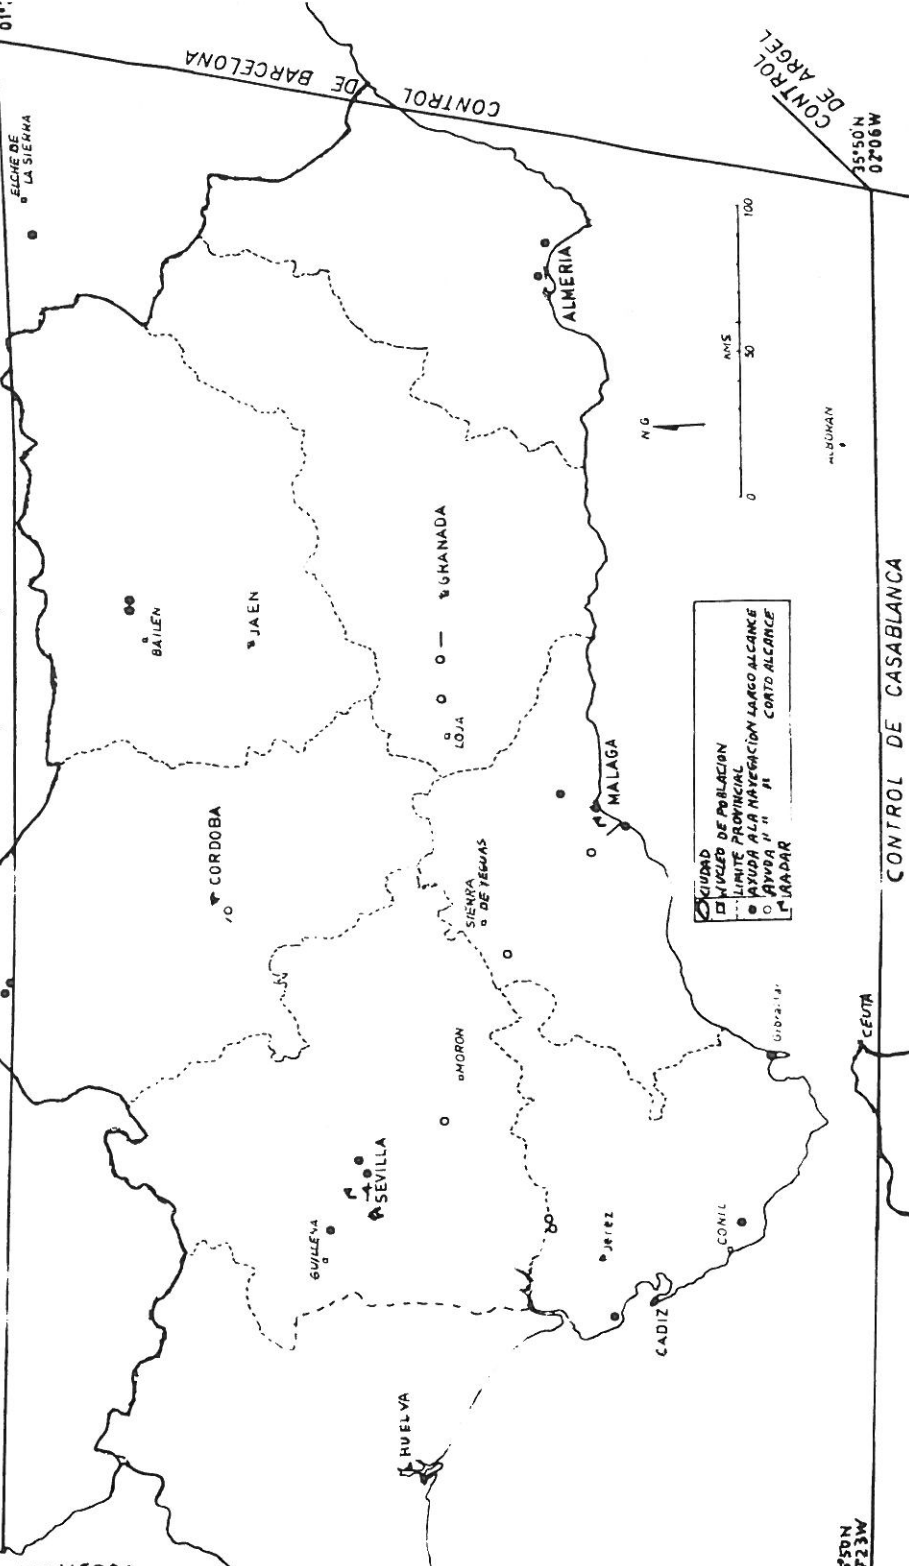 ELCHE DE
LA SIERRA
CONTROL DE BARCELONA
CONTROL
DE ARGEL
35°50'N
02°06W
BAILEN
JAEN
CORDOBA
GRANADA
LOJA
ALMERIA
SIERRA
DE YEGUAS
MALAGA
MORON
SEVILLA
GUILLENA
Jerez
CADIZ
CONIL
HUELVA
CEUTA
N G
KMS
0 50 100
CIUDAD
NUCLEO DE POBLACION
LIMITE PROVINCIAL
AYUDA A LA NAVEGACION LARGO ALCANCE
AYUDA " " " CORTO ALCANCE
RADAR
CONTROL DE CASABLANCA